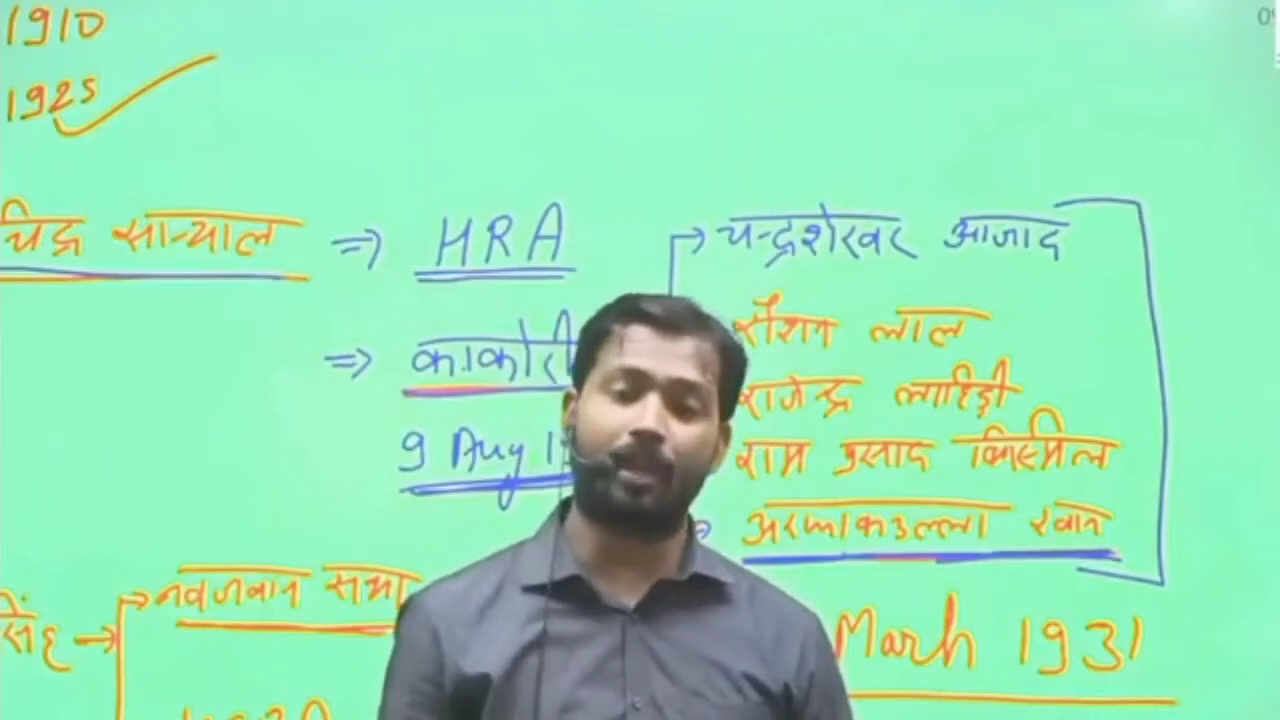 1910
1925
चिंद्र सान्याल ⇒ HRA
चन्द्रशेखर आजाद
रौशन लाल
⇒ काकोरी
राजेन्द्र लाहिड़ी
9 Aug 1
राम प्रसाद बिस्मिल
अश्फाकउल्ला खान
नवजवान सभा
सिंह →
March 1931